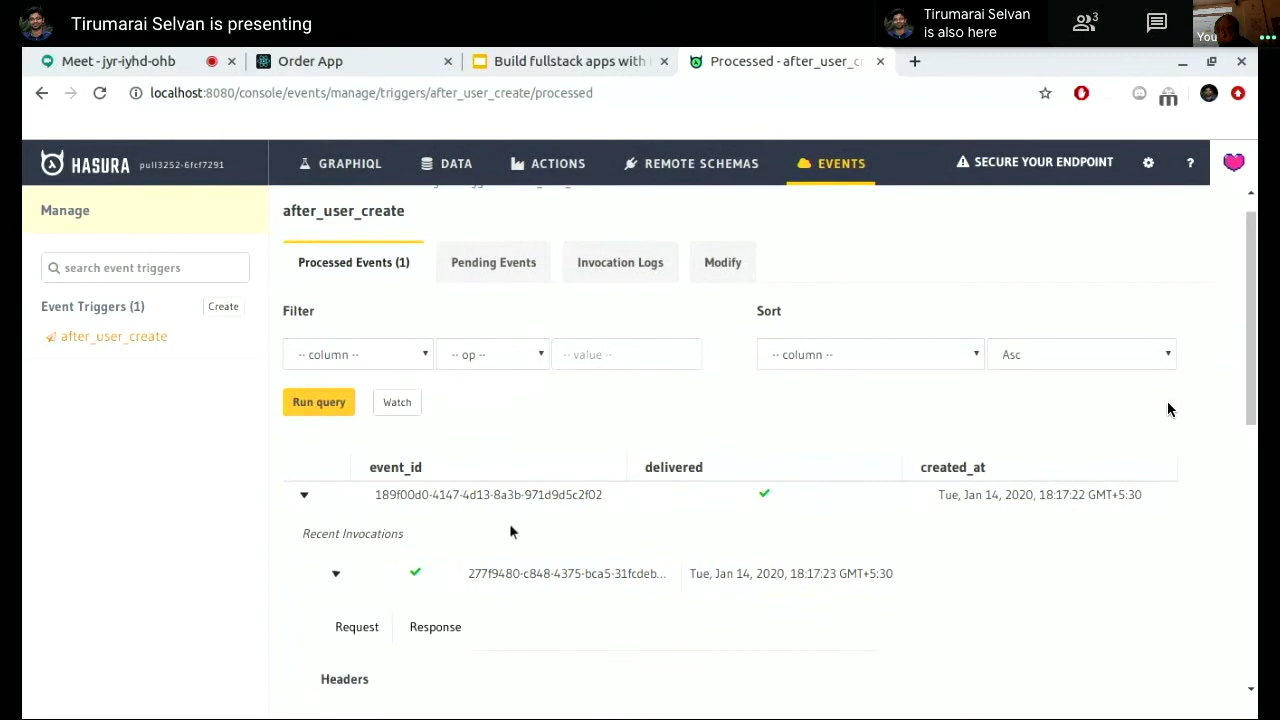 Tirumarai Selvan is presenting
Tirumarai Selvan
is also here
3
You
Meet - jyr-iyhd-ohb
Order App
Build fullstack apps with
Processed - after_user_c
localhost:8080/console/events/manage/triggers/after_user_create/processed
HASURA
pull3252-6fcf7291
GRAPHIQL
DATA
ACTIONS
REMOTE SCHEMAS
EVENTS
SECURE YOUR ENDPOINT
?
Manage
search event triggers
Event Triggers (1)
Create
after_user_create
after_user_create
Processed Events (1)
Pending Events
Invocation Logs
Modify
Filter
Sort
-- column --
-- op --
-- value --
-- column --
Asc
Run query
Watch
event_id
delivered
created_at
189f00d0-4147-4d13-8a3b-971d9d5c2f02
Tue, Jan 14, 2020, 18:17:22 GMT+5:30
Recent Invocations
277f9480-c848-4375-bca5-31fcdeb...
Tue, Jan 14, 2020, 18:17:23 GMT+5:30
Request
Response
Headers